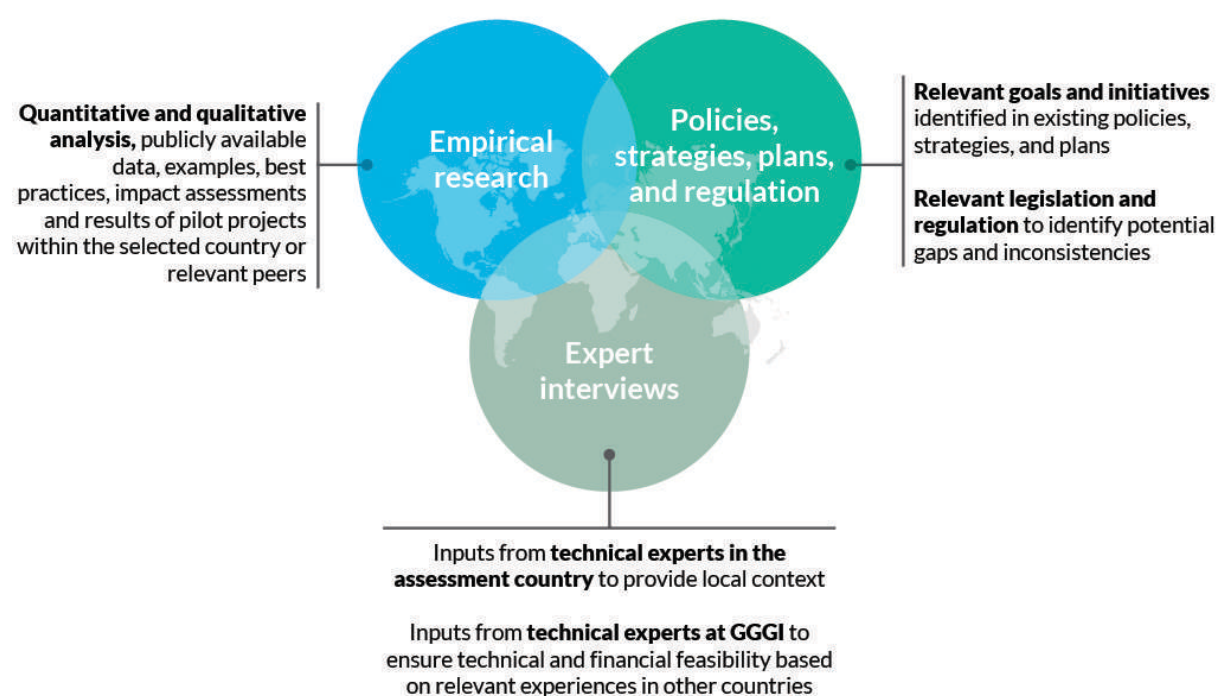 Quantitative and qualitative
analysis, publicly available
data, examples, best
practices, impact assessments
and results of pilot projects
within the selected country or
relevant peers
Empirical
research
Policies,
strategies, plans,
and regulation
Relevant goals and initiatives
identified in existing policies,
strategies, and plans
Relevant legislation and
regulation to identify potential
gaps and inconsistencies
Expert
interviews
Inputs from technical experts in the
assessment country to provide local context
Inputs from technical experts at GGGI to
ensure technical and financial feasibility based
on relevant experiences in other countries